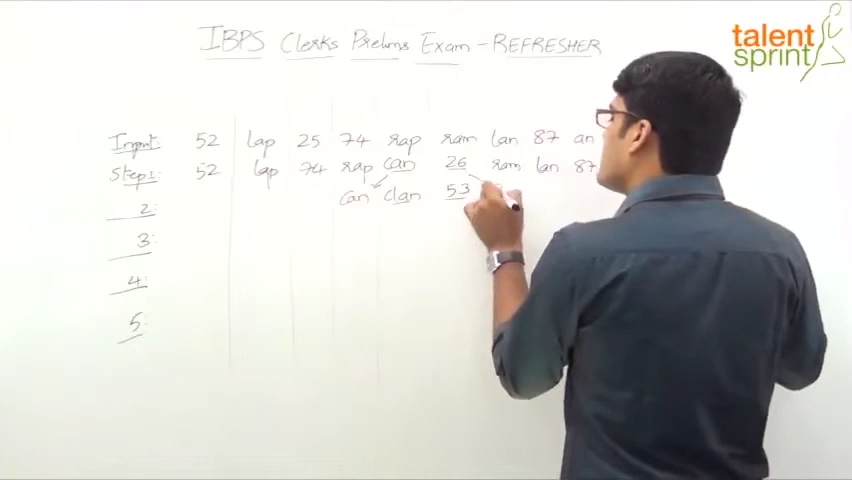 IBPS Clerks Prelims Exam - REFRESHER
talent
sprint
Input: 52 lap 25 74 rap ram lan 87 an
Step1: 52 lap 74 rap can 26 ram lan 87
2: can clan 53
3:
4:
5: